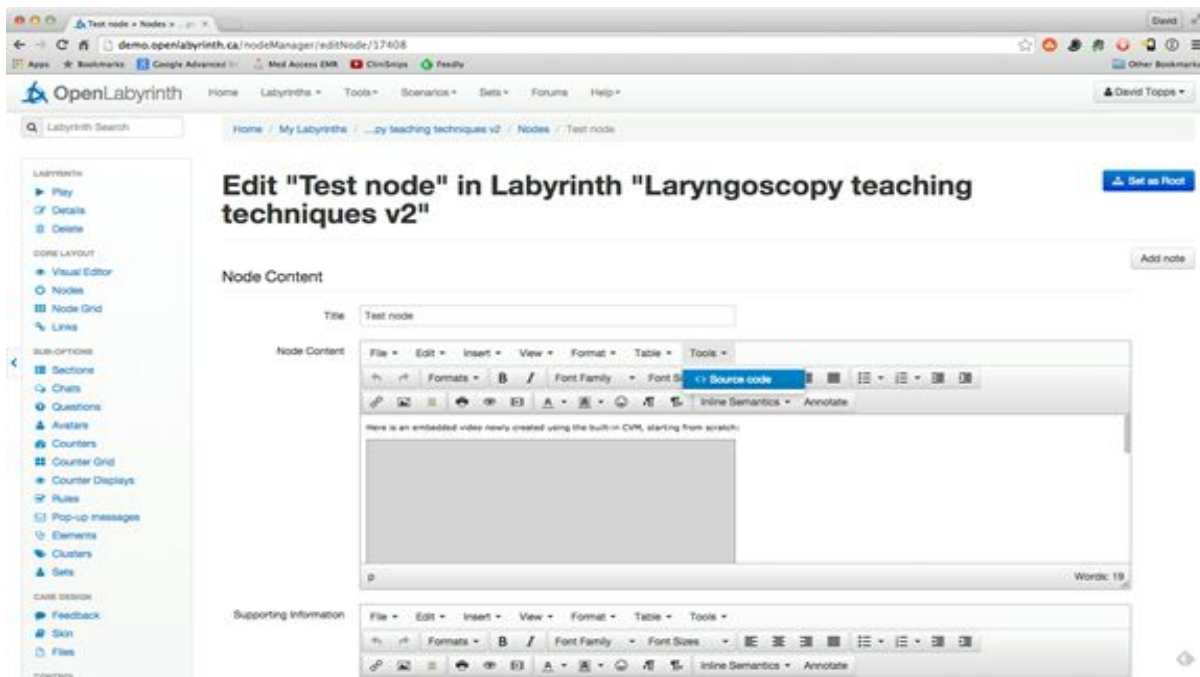 Test node » Nodes »
David
demo.openlabyrinth.ca/nodeManager/editNode/17408
Apps Bookmarks Google Advanced Med Access EMR ClinSnips Feedly Other Bookmarks
OpenLabyrinth Home Labyrinths Tools Scenarios Sets Forums Help David Topps
Labyrinth Search Home / My Labyrinths / ...py teaching techniques v2 / Nodes / Test node
LABYRINTH
Play
Details
Delete
CORE LAYOUT
Visual Editor
Nodes
Node Grid
Links
SUB-OPTIONS
Sections
Chats
Questions
Avatars
Counters
Counter Grid
Counter Displays
Rules
Pop-up messages
Elements
Clusters
Sets
CASE DESIGN
Feedback
Skin
Files
CONTROL
Edit "Test node" in Labyrinth "Laryngoscopy teaching
techniques v2"
Set as Root
Add note
Node Content
Title Test node
Node Content File Edit Insert View Format Table Tools
Formats B I Font Family Font S <> Source code
A A Inline Semantics Annotate
Here is an embedded video newly created using the built-in CVM, starting from scratch:
p Words: 19
Supporting Information File Edit Insert View Format Table Tools
Formats B I Font Family Font Sizes
A A Inline Semantics Annotate